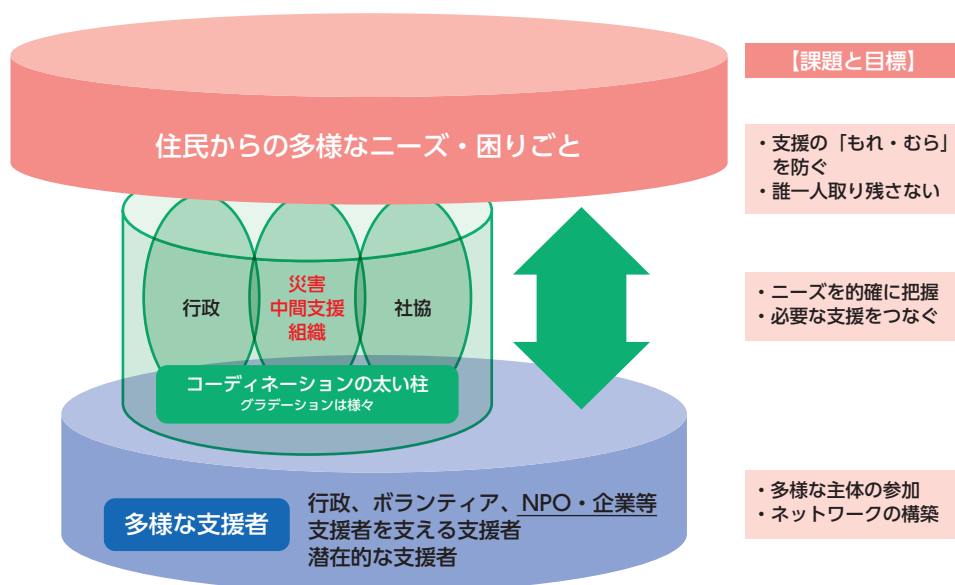 【課題と目標】
住民からの多様なニーズ・困りごと
・支援の「もれ・むら」
を防ぐ
・誰一人取り残さない
行政
災害
中間支援
組織
社協
・ニーズを的確に把握
・必要な支援をつなぐ
コーディネーションの太い柱
グラデーションは様々
多様な支援者
行政、ボランティア、NPO・企業等
支援者を支える支援者
潜在的な支援者
・多様な主体の参加
・ネットワークの構築